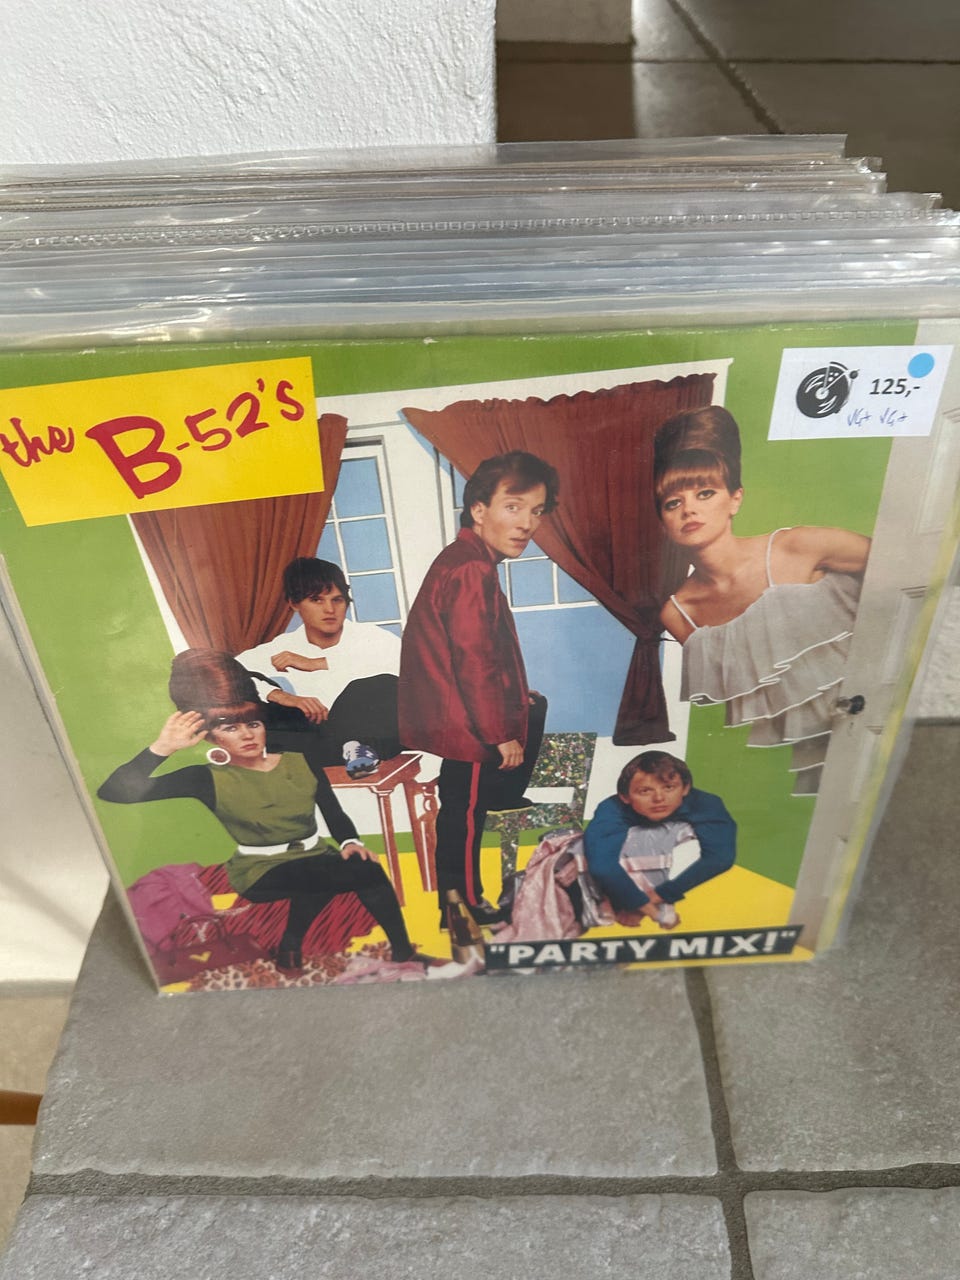 the B-52's
125,-
VG+ VG+
"PARTY MIX!"